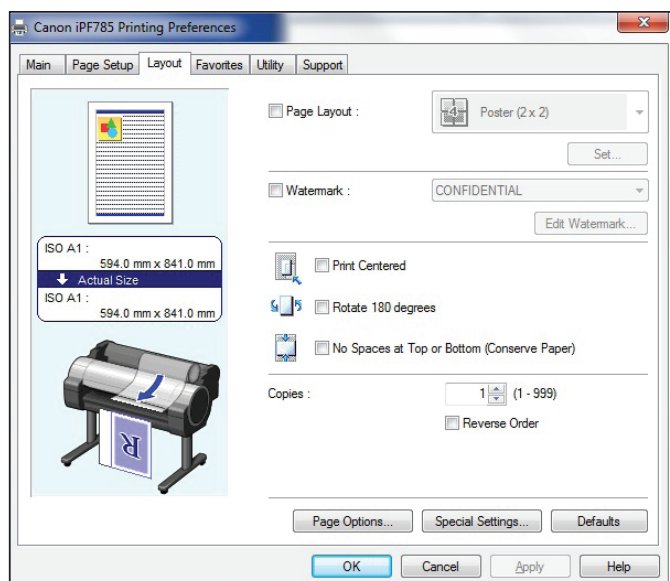 Canon iPF785 Printing Preferences
Main Page Setup Layout Favorites Utility Support
Page Layout :
4 Poster (2 x 2)
Set...
Watermark :
CONFIDENTIAL
Edit Watermark...
ISO A1 :
594.0 mm x 841.0 mm
Actual Size
ISO A1 :
594.0 mm x 841.0 mm
Print Centered
Rotate 180 degrees
No Spaces at Top or Bottom (Conserve Paper)
R
Copies : 1 (1 - 999)
Reverse Order
Page Options... Special Settings... Defaults
OK Cancel Apply Help